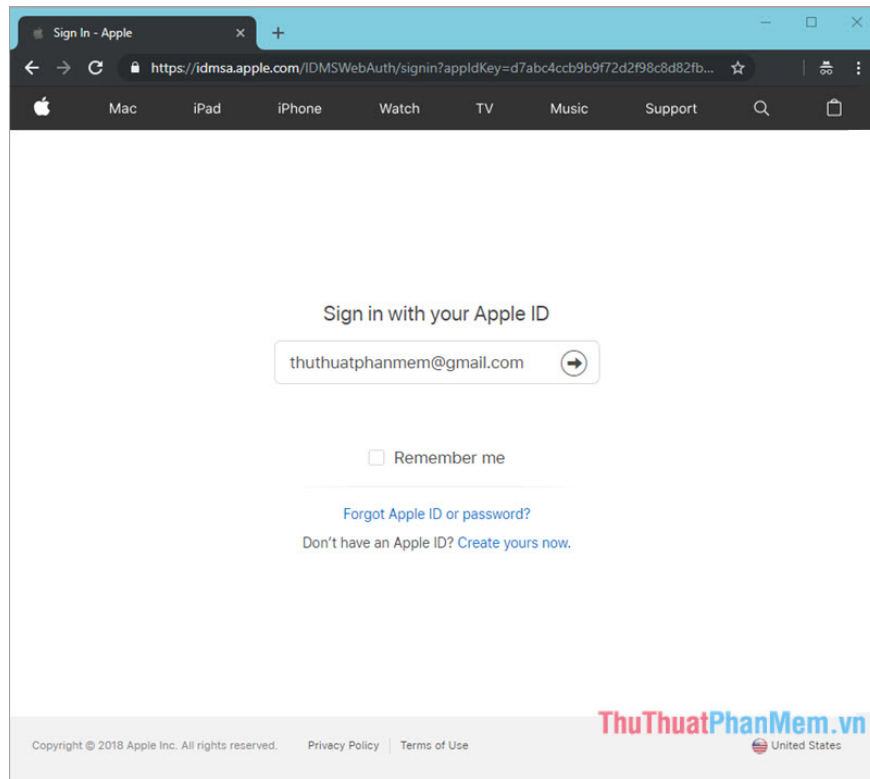 Sign In - Apple
https://idmsa.apple.com/IDMSWebAuth/signin?appIdKey=d7abc4ccb9b9f72d2f98c8d82fb...
Mac iPad iPhone Watch TV Music Support
Sign in with your Apple ID
thuthuatphanmem@gmail.com
Remember me
Forgot Apple ID or password?
Don't have an Apple ID? Create yours now.
ThuThuatPhanMem.vn
Copyright © 2018 Apple Inc. All rights reserved. Privacy Policy Terms of Use United States